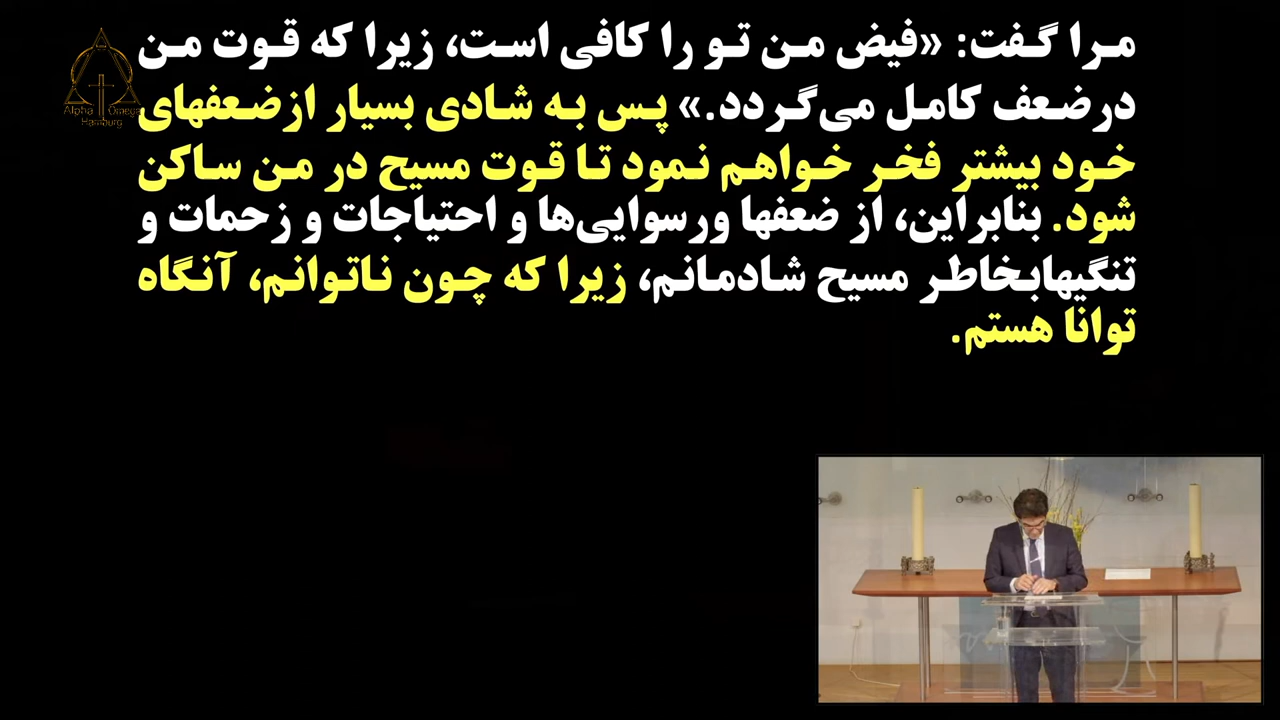 مرا گفت: «فیض من تو را کافی است، زیرا که قوت من
درضعف کامل می‌گردد.» پس به شادی بسیار ازضعفهای
خود بیشتر فخر خواهم نمود تا قوت مسیح در من ساکن
شود. بنابراین، از ضعفها ورسوایی‌ها و احتیاجات و زحمات و
تنگیهابخاطر مسیح شادمانم، زیرا که چون ناتوانم، آنگاه
توانا هستم.
Alpha Omega
Hamburg